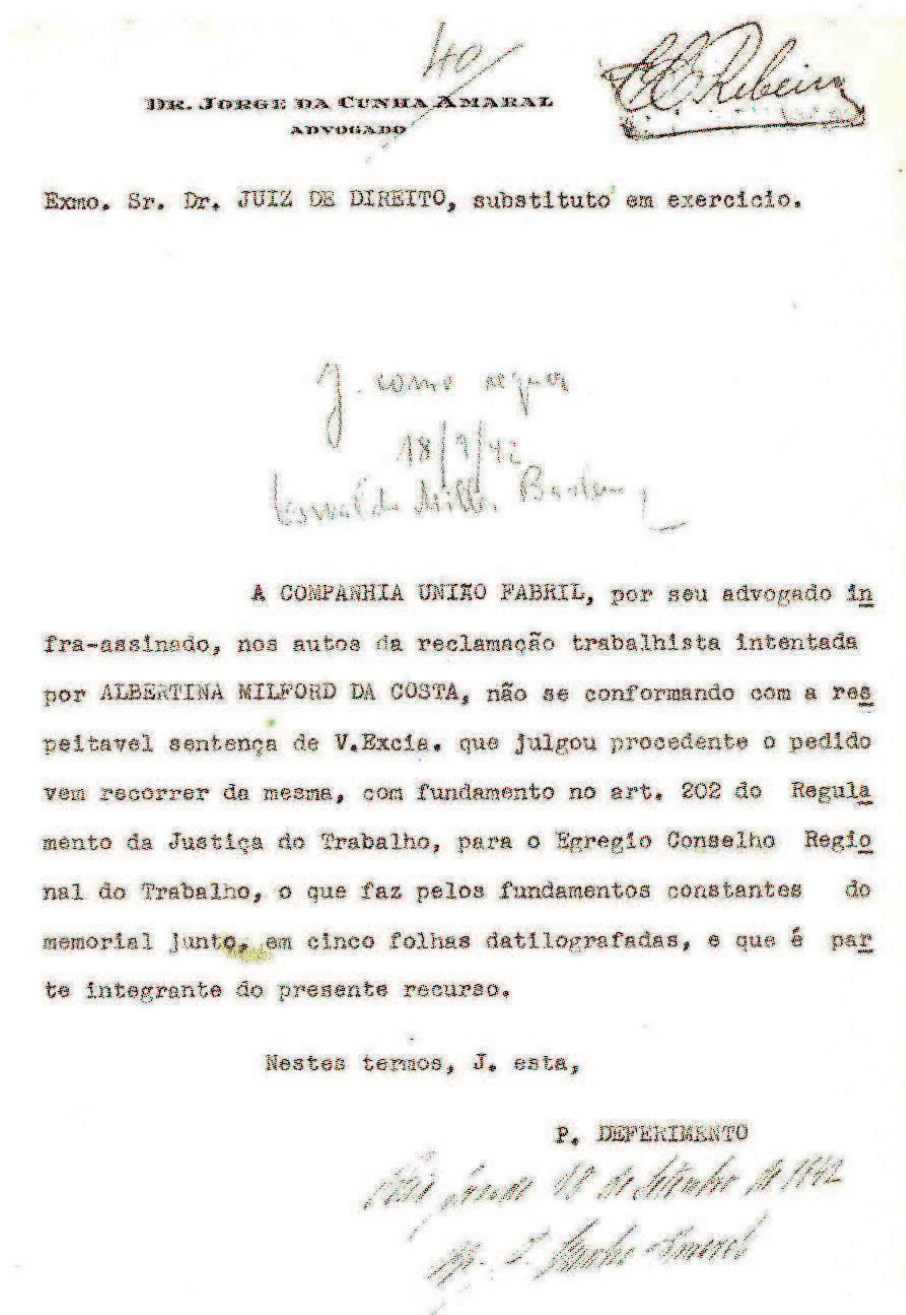 40
Ribeiro
DR. JORGE DA CUNHA AMARAL
ADVOGADO
Exmo. Sr. Dr. JUIZ DE DIREITO, substituto em exercicio.
J. como requer
18/9/42
A COMPANHIA UNIÃO FABRIL, por seu advogado in
fra-assinado, nos autos da reclamação trabalhista intentada
por ALBERTINA MILFORD DA COSTA, não se conformando com a res
peitavel sentença de V.Excia. que julgou procedente o pedido
vem recorrer da mesma, com fundamento no art. 202 do Regula
mento da Justiça do Trabalho, para o Egregio Conselho Regio
nal do Trabalho, o que faz pelos fundamentos constantes do
memorial junto, em cinco folhas datilografadas, e que é par
te integrante do presente recurso.
Nestes termos, J. esta,
P. DEFERIMENTO
18 de Setembro de 1942
J. Cunha Amaral